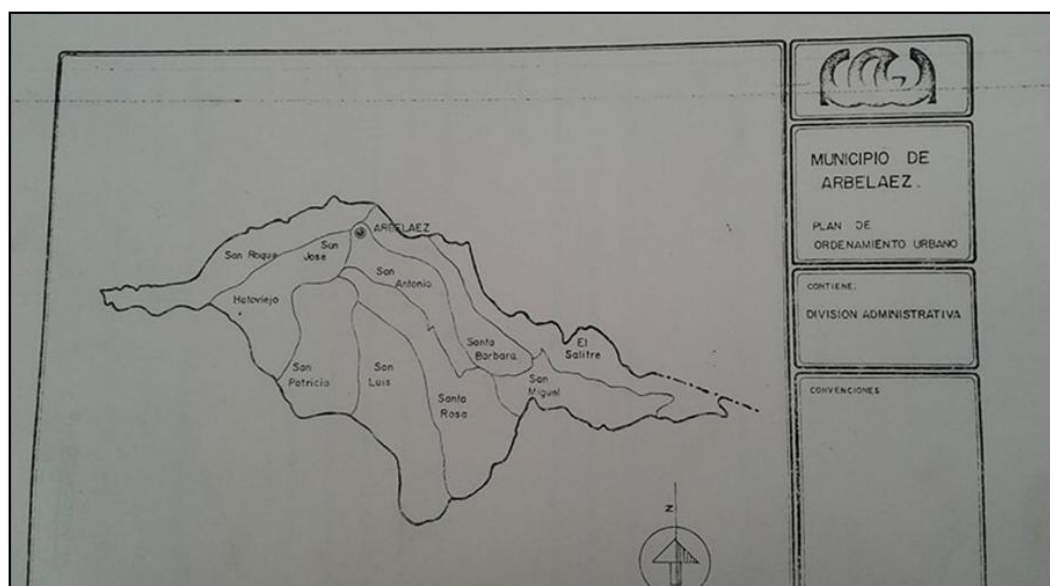 ARBELAEZ
San Roque
San
Jose
San
Antonio
Hatoviejo
Santa
Barbara
El
Salitre
San
Patricio
San
Luis
San
Miguel
Santa
Rosa
N
MUNICIPIO DE
ARBELAEZ.
PLAN DE
ORDENAMIENTO URBANO
CONTIENE:
DIVISION ADMINISTRATIVA
CONVENCIONES